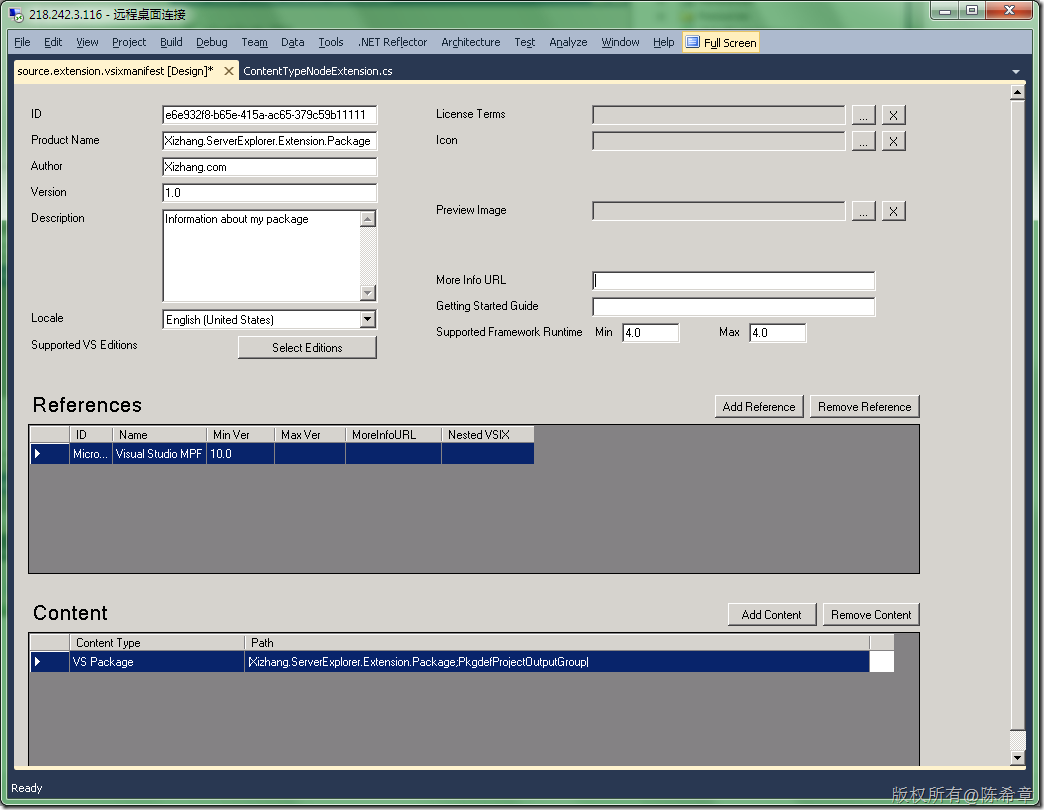 218.242.3.116 - 远程桌面连接
File Edit View Project Build Debug Team Data Tools .NET Reflector Architecture Test Analyze Window Help Full Screen
source.extension.vsixmanifest [Design]* ContentTypeNodeExtension.cs
ID e6e932f8-b65e-415a-ac65-379c59b11111 License Terms ... X
Product Name Xizhang.ServerExplorer.Extension.Package Icon ... X
Author Xizhang.com
Version 1.0
Description Information about my package Preview Image ... X
More Info URL
Getting Started Guide
Locale English (United States) Supported Framework Runtime Min 4.0 Max 4.0
Supported VS Editions Select Editions
References Add Reference Remove Reference
ID Name Min Ver Max Ver MoreInfoURL Nested VSIX
Micro... Visual Studio MPF 10.0
Content Add Content Remove Content
Content Type Path
VS Package |Xizhang.ServerExplorer.Extension.Package;PkgdefProjectOutputGroup|
Ready
版权所有@陈希章